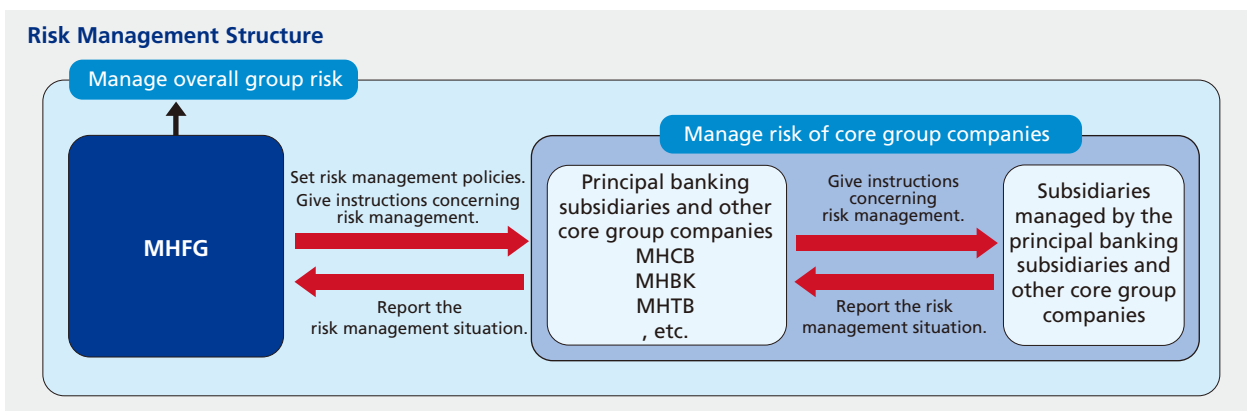 Risk Management Structure
Manage overall group risk
MHFG
Set risk management policies.
Give instructions concerning
risk management.
Report the
risk management situation.
Manage risk of core group companies
Principal banking
subsidiaries and other
core group companies
MHCB
MHBK
MHTB
, etc.
Give instructions
concerning
risk management.
Report the risk
management situation.
Subsidiaries
managed by the
principal banking
subsidiaries and
other core group
companies